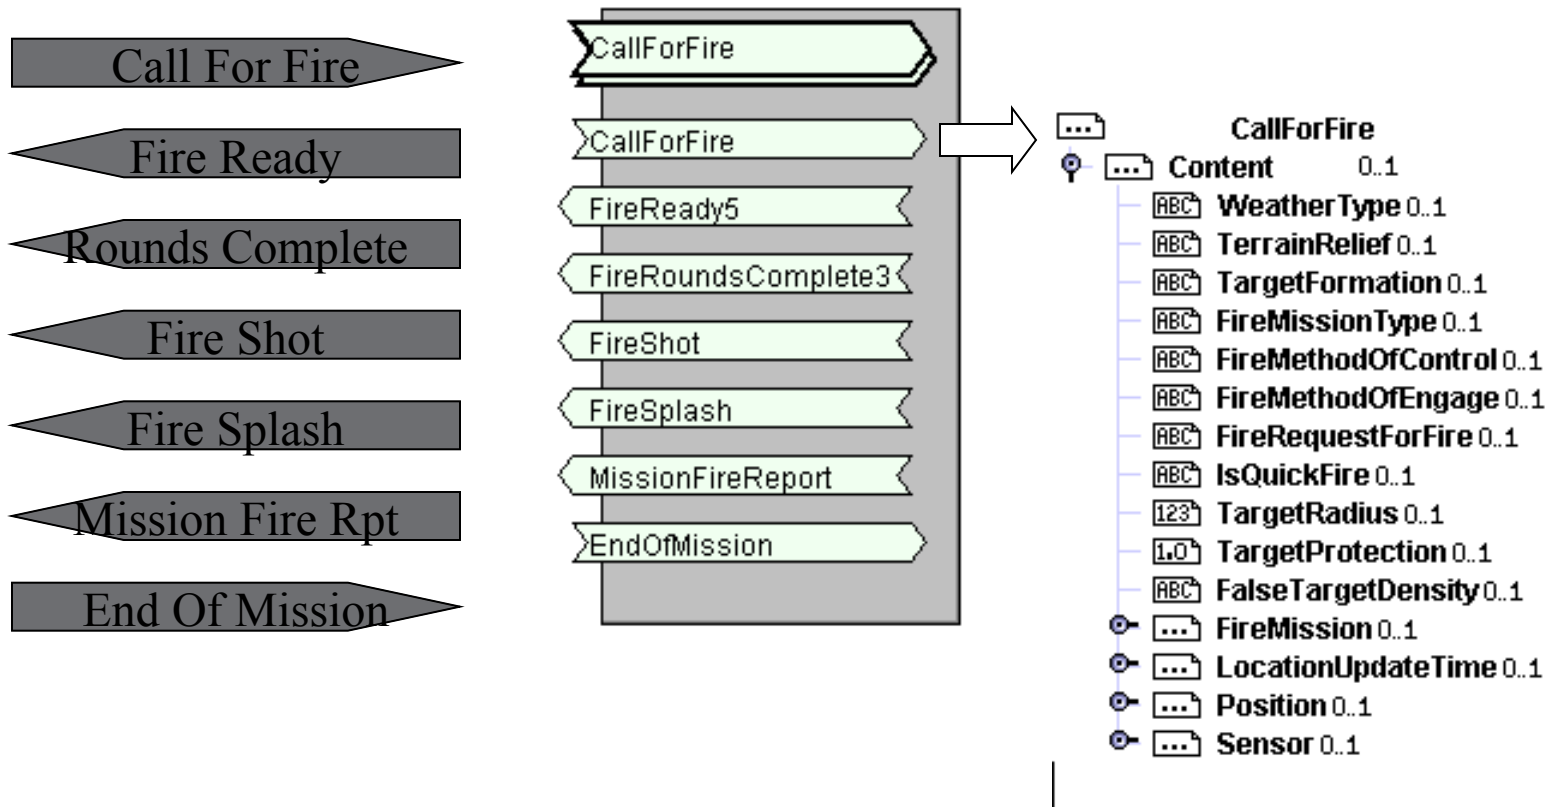 Call For Fire
Fire Ready
Rounds Complete
Fire Shot
Fire Splash
Mission Fire Rpt
End Of Mission
CallForFire
CallForFire
FireReady5
FireRoundsComplete3
FireShot
FireSplash
MissionFireReport
EndOfMission
... CallForFire
... Content 0..1
ABC WeatherType 0..1
ABC TerrainRelief 0..1
ABC TargetFormation 0..1
ABC FireMissionType 0..1
ABC FireMethodOfControl 0..1
ABC FireMethodOfEngage 0..1
ABC FireRequestForFire 0..1
ABC IsQuickFire 0..1
123 TargetRadius 0..1
1.0 TargetProtection 0..1
ABC FalseTargetDensity 0..1
... FireMission 0..1
... LocationUpdateTime 0..1
... Position 0..1
... Sensor 0..1